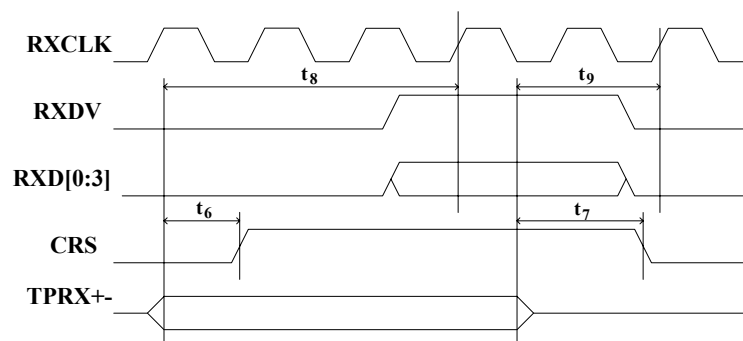 RXCLK
t8 t9
RXDV
RXD[0:3]
t6 t7
CRS
TPRX+-